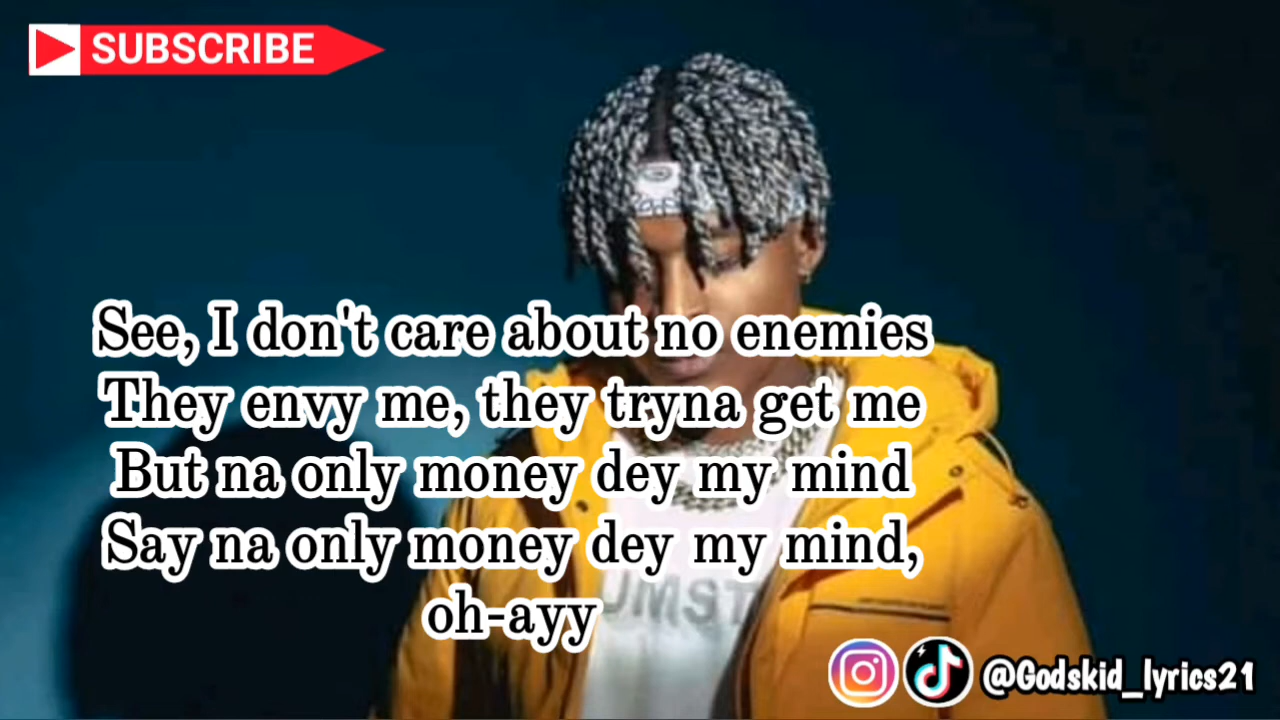 SUBSCRIBE
See, I don't care about no enemies
They envy me, they tryna get me
But na only money dey my mind
Say na only money dey my mind,
oh-ayy
UMST
@Godskid_lyrics21